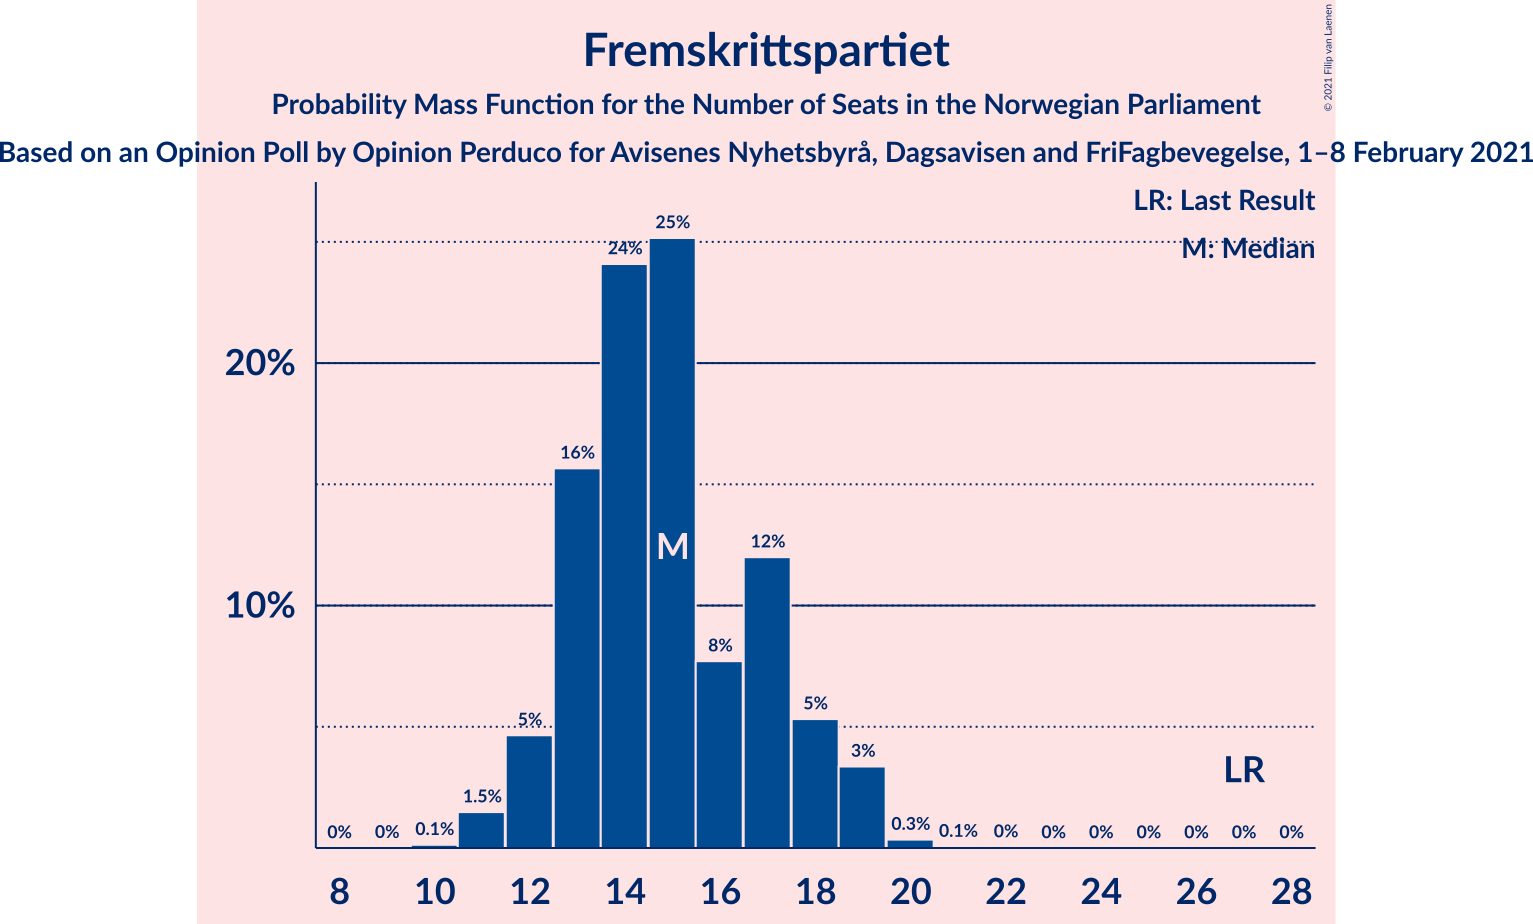 Fremskrittspartiet
© 2021 Filip van Laenen
Probability Mass Function for the Number of Seats in the Norwegian Parliament
Based on an Opinion Poll by Opinion Perduco for Avisenes Nyhetsbyrå, Dagsavisen and FriFagbevegelse, 1–8 February 2021
LR: Last Result
M: Median
20%
10%
0% 0% 0.1% 1.5% 5% 16% 24% 25% 8% 12% 5% 3% 0.3% 0.1% 0% 0% 0% 0% 0% 0% 0%
M
LR
8 10 12 14 16 18 20 22 24 26 28